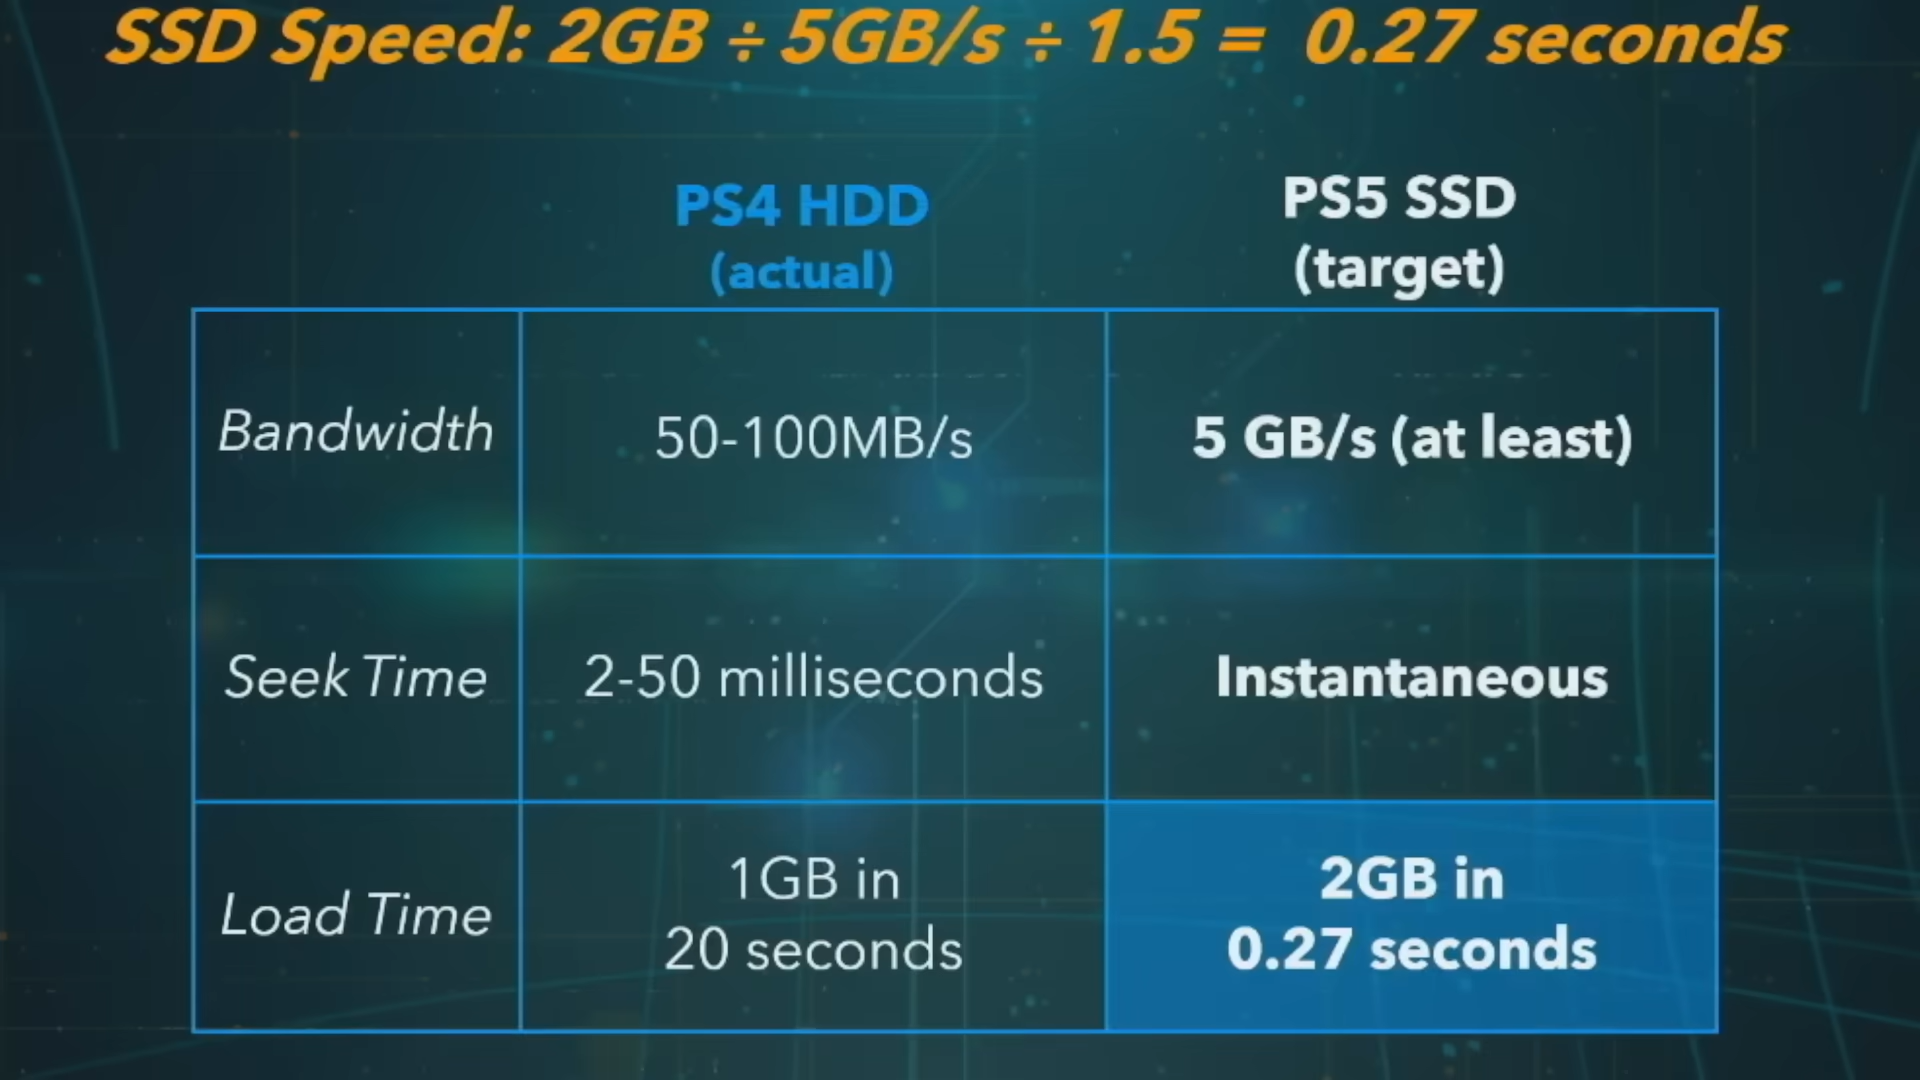 SSD Speed: 2GB ÷ 5GB/s ÷ 1.5 = 0.27 seconds
PS4 HDD
(actual)
PS5 SSD
(target)
Bandwidth
50-100MB/s
5 GB/s (at least)
Seek Time
2-50 milliseconds
Instantaneous
Load Time
1GB in
20 seconds
2GB in
0.27 seconds